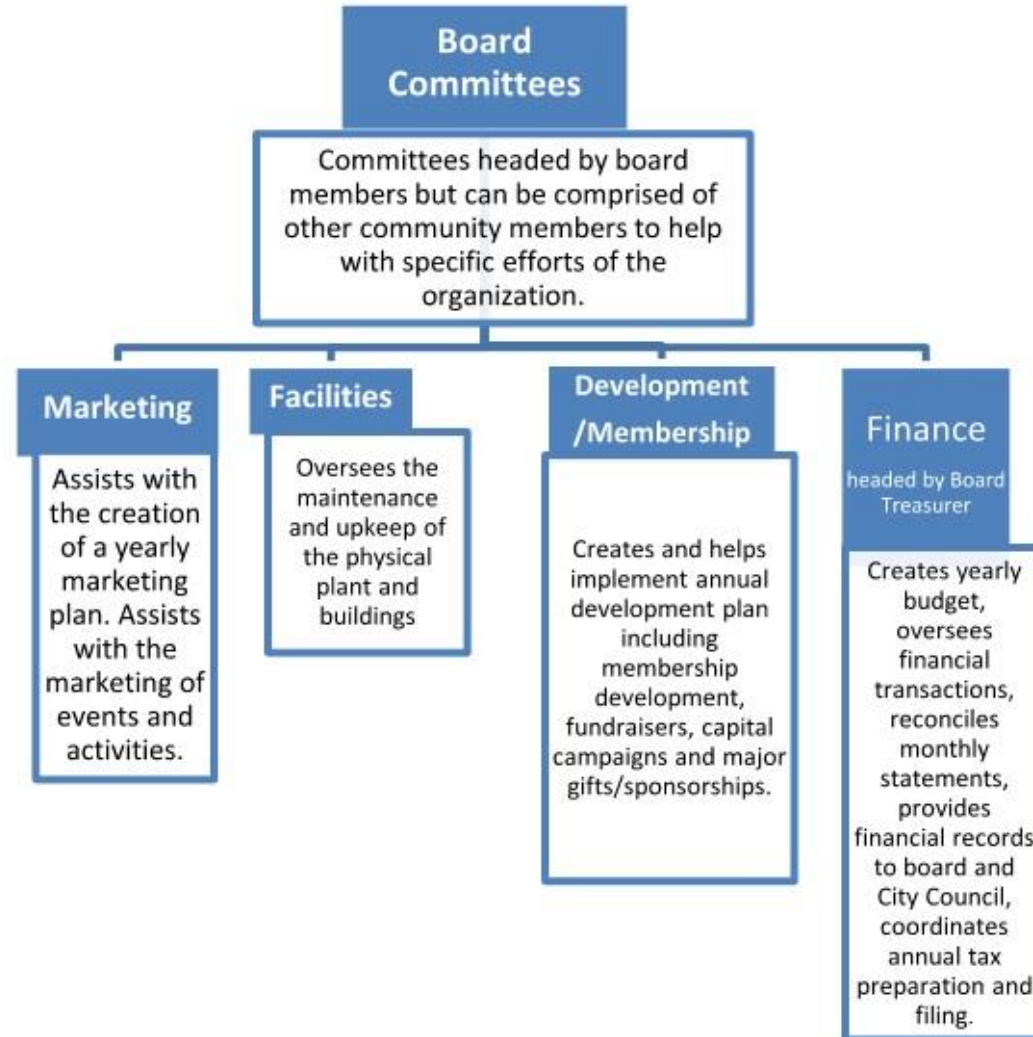 Board
Committees
Committees headed by board
members but can be comprised of
other community members to help
with specific efforts of the
organization.
Marketing
Assists with
the creation
of a yearly
marketing
plan. Assists
with the
marketing of
events and
activities.
Facilities
Oversees the
maintenance
and upkeep of
the physical
plant and
buildings
Development
/Membership
Creates and helps
implement annual
development plan
including
membership
development,
fundraisers, capital
campaigns and major
gifts/sponsorships.
Finance
headed by Board
Treasurer
Creates yearly
budget,
oversees
financial
transactions,
reconciles
monthly
statements,
provides
financial records
to board and
City Council,
coordinates
annual tax
preparation and
filing.